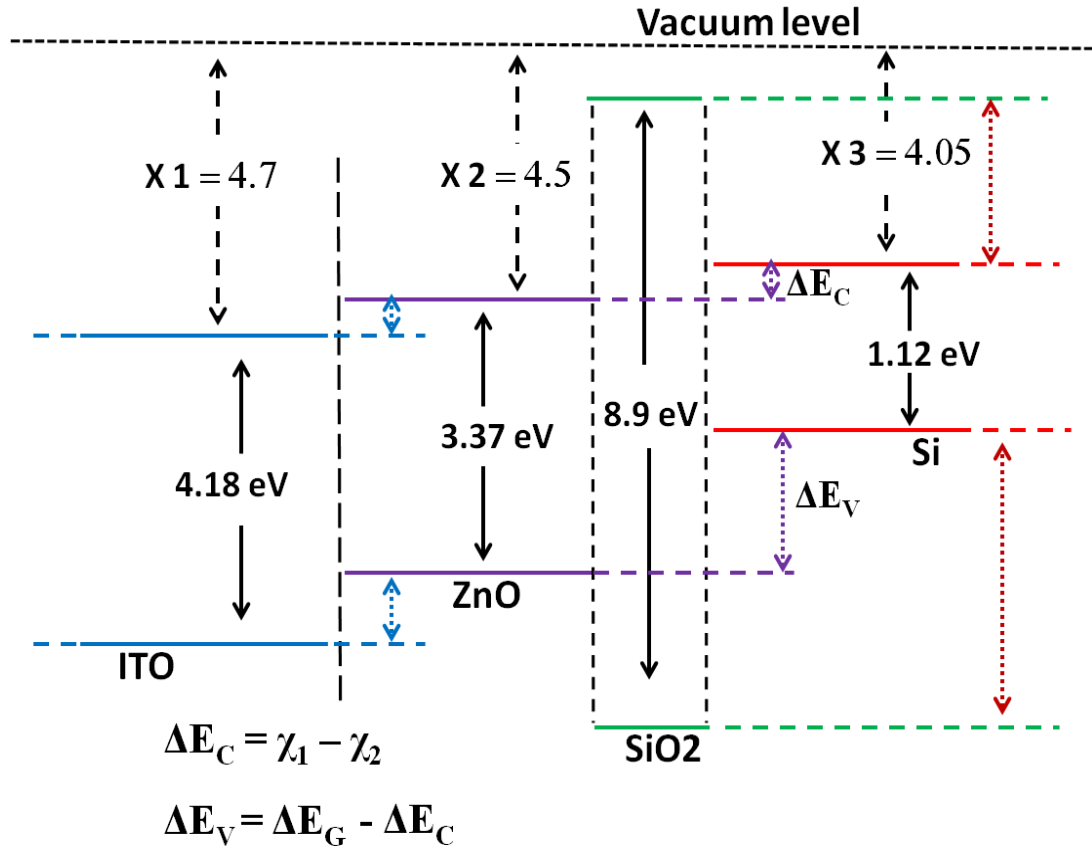 Vacuum level
X 1 = 4.7
X 2 = 4.5
X 3 = 4.05
ΔE_C
1.12 eV
8.9 eV
3.37 eV
4.18 eV
Si
ΔE_V
ZnO
ITO
SiO2
ΔE_C = χ₁ – χ₂
ΔE_V = ΔE_G - ΔE_C